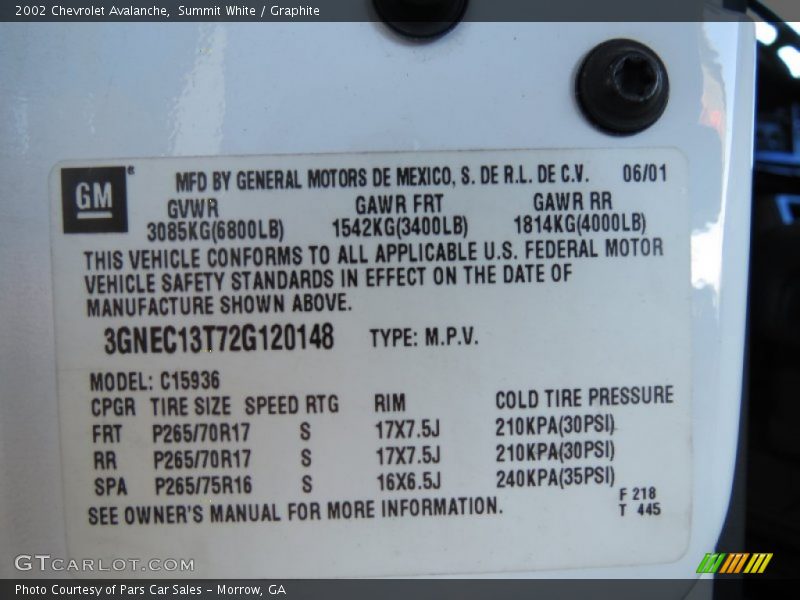 2002 Chevrolet Avalanche, Summit White / Graphite
GM®
MFD BY GENERAL MOTORS DE MEXICO, S. DE R.L. DE C.V. 06/01
GVWR GAWR FRT GAWR RR
3085KG(6800LB) 1542KG(3400LB) 1814KG(4000LB)
THIS VEHICLE CONFORMS TO ALL APPLICABLE U.S. FEDERAL MOTOR
VEHICLE SAFETY STANDARDS IN EFFECT ON THE DATE OF
MANUFACTURE SHOWN ABOVE.
3GNEC13T72G120148 TYPE: M.P.V.
MODEL: C15936
CPGR TIRE SIZE SPEED RTG RIM COLD TIRE PRESSURE
FRT P265/70R17 S 17X7.5J 210KPA(30PSI)
RR P265/70R17 S 17X7.5J 210KPA(30PSI)
SPA P265/75R16 S 16X6.5J 240KPA(35PSI)
SEE OWNER'S MANUAL FOR MORE INFORMATION.
F 218
T 445
GTCARLOT.COM
Photo Courtesy of Pars Car Sales - Morrow, GA